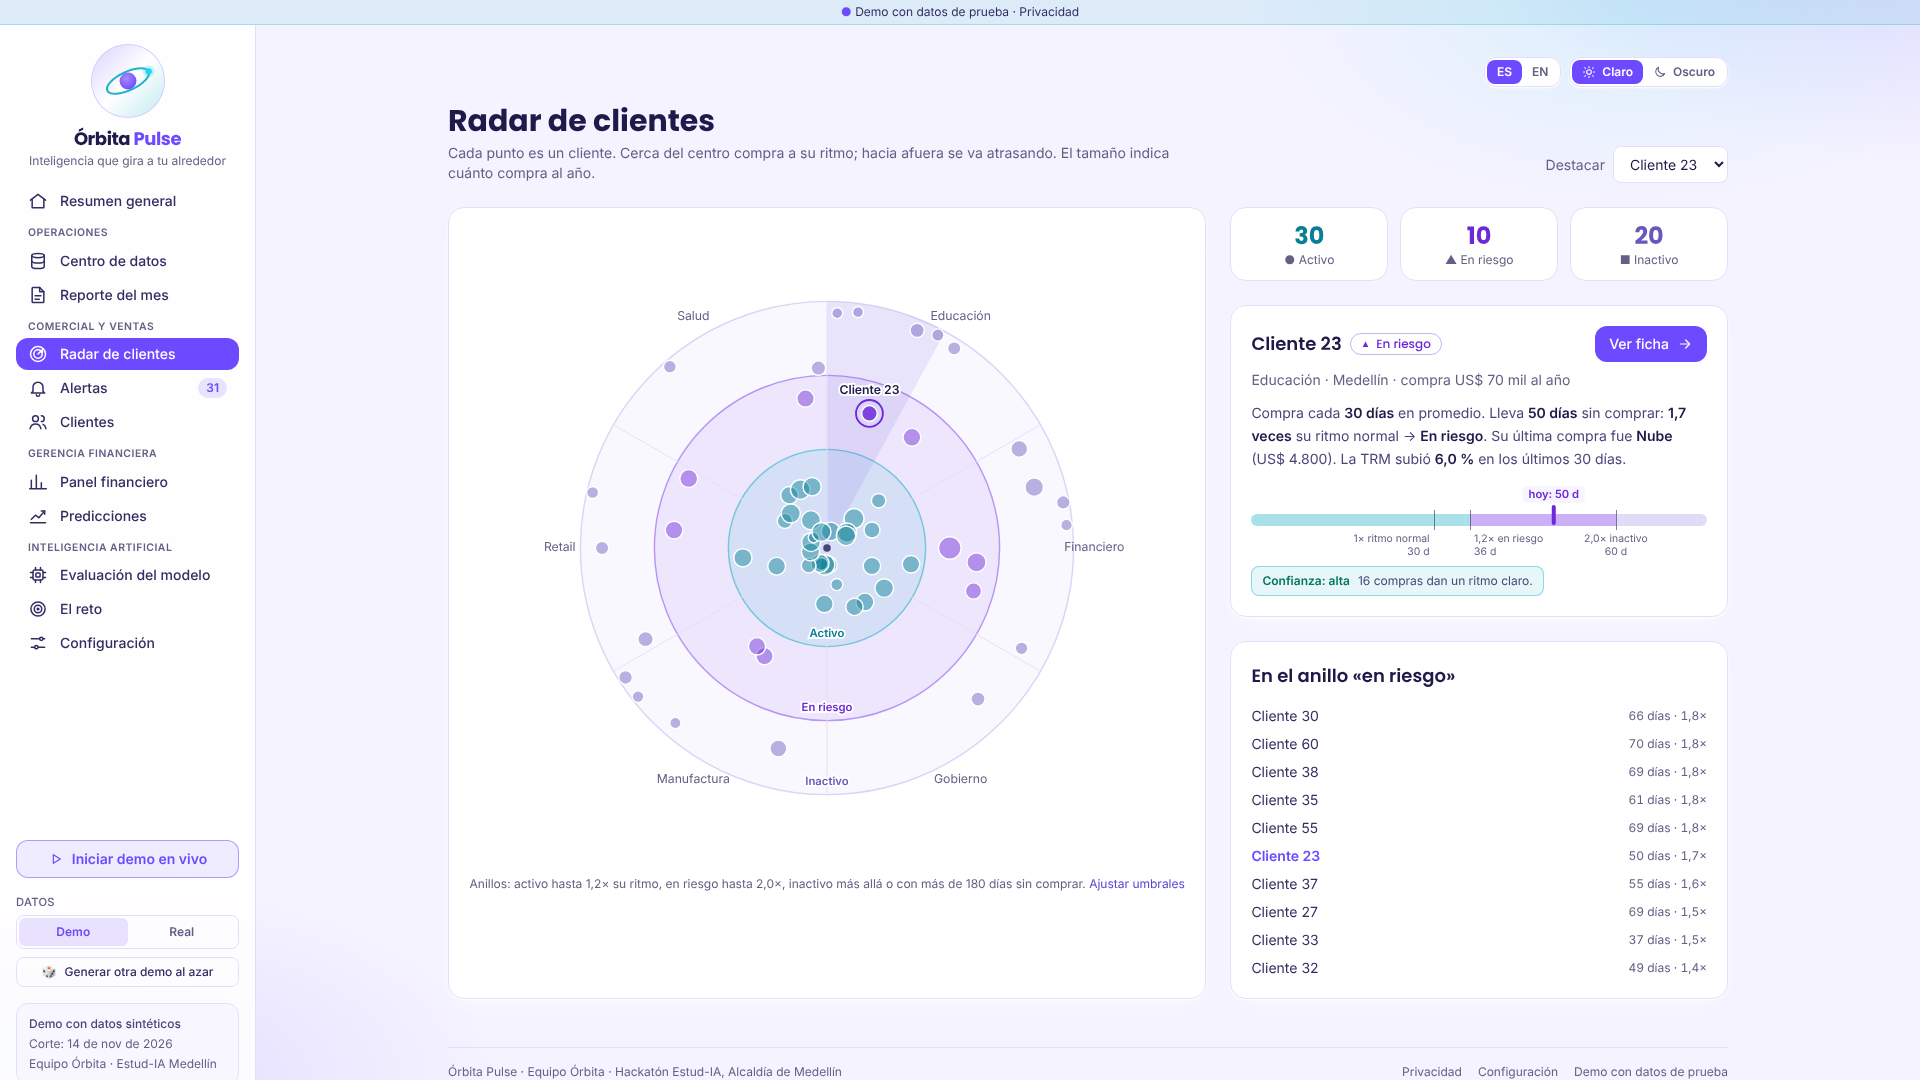 Demo con datos de prueba · Privacidad
Órbita Pulse
Inteligencia que gira a tu alrededor
Resumen general
OPERACIONES
Centro de datos
Reporte del mes
COMERCIAL Y VENTAS
Radar de clientes
Alertas 31
Clientes
GERENCIA FINANCIERA
Panel financiero
Predicciones
INTELIGENCIA ARTIFICIAL
Evaluación del modelo
El reto
Configuración
Iniciar demo en vivo
DATOS
Demo Real
Generar otra demo al azar
Demo con datos sintéticos
Corte: 14 de nov de 2026
Equipo Órbita · Estud-IA Medellín
ES EN Claro Oscuro
Radar de clientes
Cada punto es un cliente. Cerca del centro compra a su ritmo; hacia afuera se va atrasando. El tamaño indica
cuánto compra al año.
Destacar Cliente 23
Salud
Educación
Cliente 23
Retail
Financiero
Activo
En riesgo
Manufactura
Inactivo
Gobierno
Anillos: activo hasta 1,2× su ritmo, en riesgo hasta 2,0×, inactivo más allá o con más de 180 días sin comprar. Ajustar umbrales
30
● Activo
10
▲ En riesgo
20
■ Inactivo
Cliente 23 ▲ En riesgo
Ver ficha →
Educación · Medellín · compra US$ 70 mil al año
Compra cada 30 días en promedio. Lleva 50 días sin comprar: 1,7
veces su ritmo normal → En riesgo. Su última compra fue Nube
(US$ 4.800). La TRM subió 6,0 % en los últimos 30 días.
hoy: 50 d
1× ritmo normal
30 d
1,2× en riesgo
36 d
2,0× inactivo
60 d
Confianza: alta 16 compras dan un ritmo claro.
En el anillo «en riesgo»
Cliente 30 66 días · 1,8×
Cliente 60 70 días · 1,8×
Cliente 38 69 días · 1,8×
Cliente 35 61 días · 1,8×
Cliente 55 69 días · 1,8×
Cliente 23 50 días · 1,7×
Cliente 37 55 días · 1,6×
Cliente 27 69 días · 1,5×
Cliente 33 37 días · 1,5×
Cliente 32 49 días · 1,4×
Órbita Pulse · Equipo Órbita · Hackatón Estud-IA, Alcaldía de Medellín
Privacidad Configuración Demo con datos de prueba